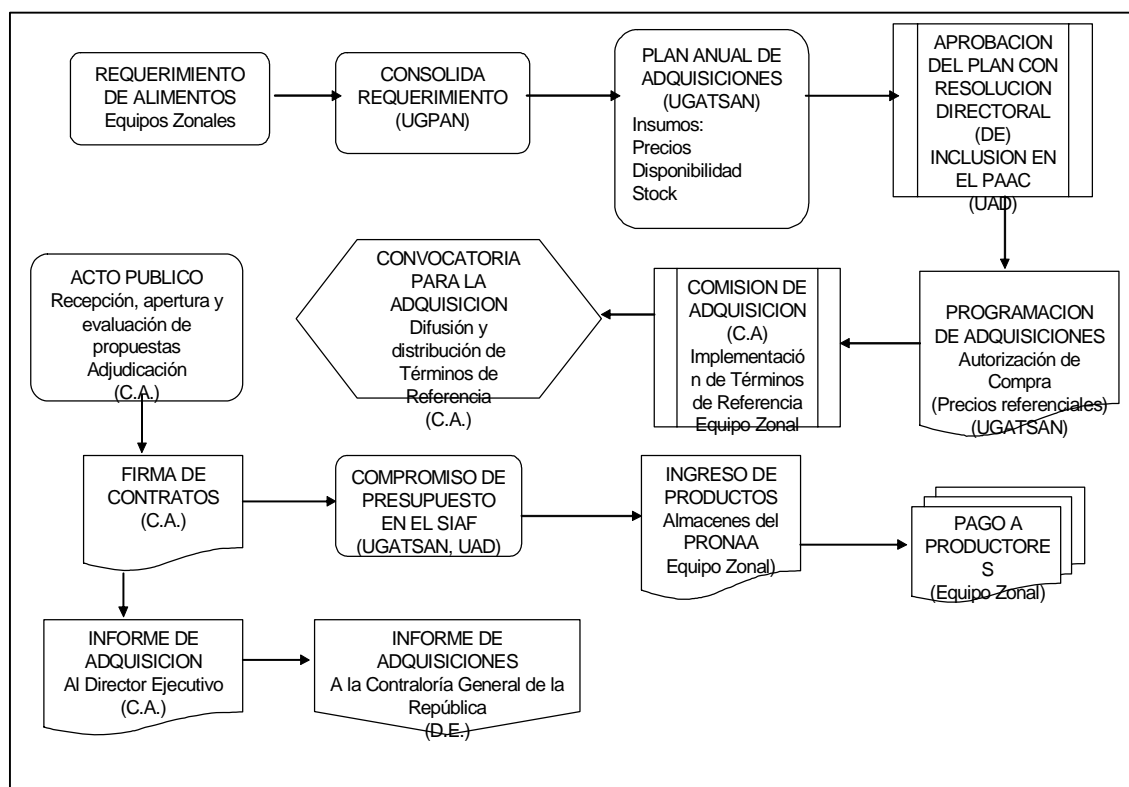 REQUERIMIENTO
DE ALIMENTOS
Equipos Zonales
CONSOLIDA
REQUERIMIENTO
(UGPAN)
PLAN ANUAL DE
ADQUISICIONES
(UGATSAN)
Insumos:
Precios
Disponibilidad
Stock
APROBACION
DEL PLAN CON
RESOLUCION
DIRECTORAL
(DE)
INCLUSION EN
EL PAAC
(UAD)
PROGRAMACION
DE ADQUISICIONES
Autorización de
Compra
(Precios referenciales)
(UGATSAN)
COMISION DE
ADQUISICION
(C.A)
Implementació
n de Términos
de Referencia
Equipo Zonal
CONVOCATORIA
PARA LA
ADQUISICION
Difusión y
distribución de
Términos de
Referencia
(C.A.)
ACTO PUBLICO
Recepción, apertura y
evaluación de
propuestas
Adjudicación
(C.A.)
FIRMA DE
CONTRATOS
(C.A.)
COMPROMISO DE
PRESUPUESTO
EN EL SIAF
(UGATSAN, UAD)
INGRESO DE
PRODUCTOS
Almacenes del
PRONAA
Equipo Zonal)
PAGO A
PRODUCTORE
S
(Equipo Zonal)
INFORME DE
ADQUISICION
Al Director Ejecutivo
(C.A.)
INFORME DE
ADQUISICIONES
A la Contraloría General de la
República
(D.E.)